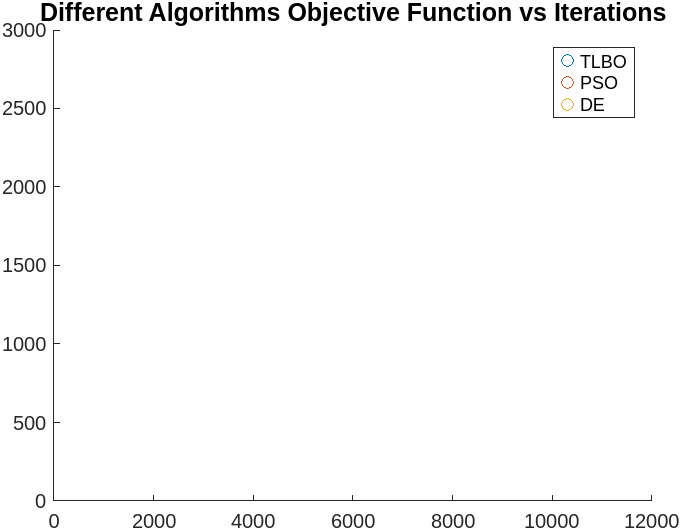 Different Algorithms Objective Function vs Iterations
3000
2500
2000
1500
1000
500
0
TLBO
PSO
DE
0 2000 4000 6000 8000 10000 12000